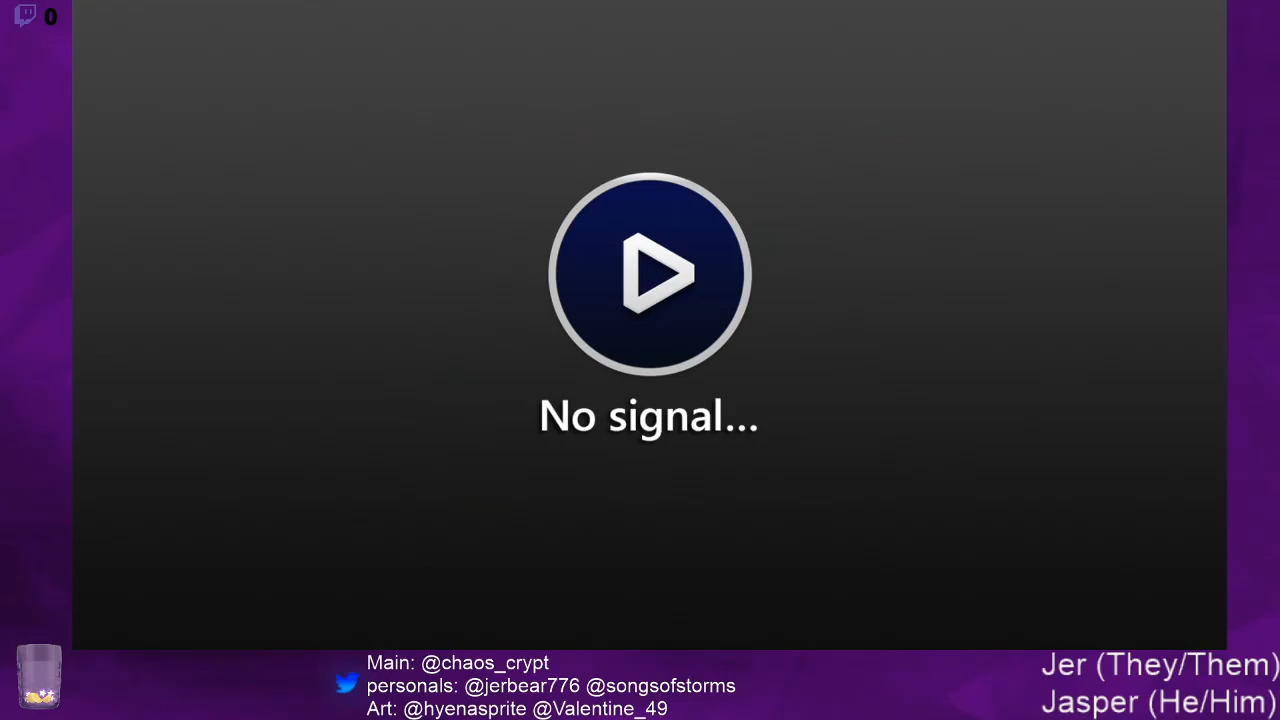 0
No signal...
Main: @chaos_crypt
personals: @jerbear776 @songsofstorms
Art: @hyenasprite @Valentine_49
Jer (They/Them)
Jasper (He/Him)